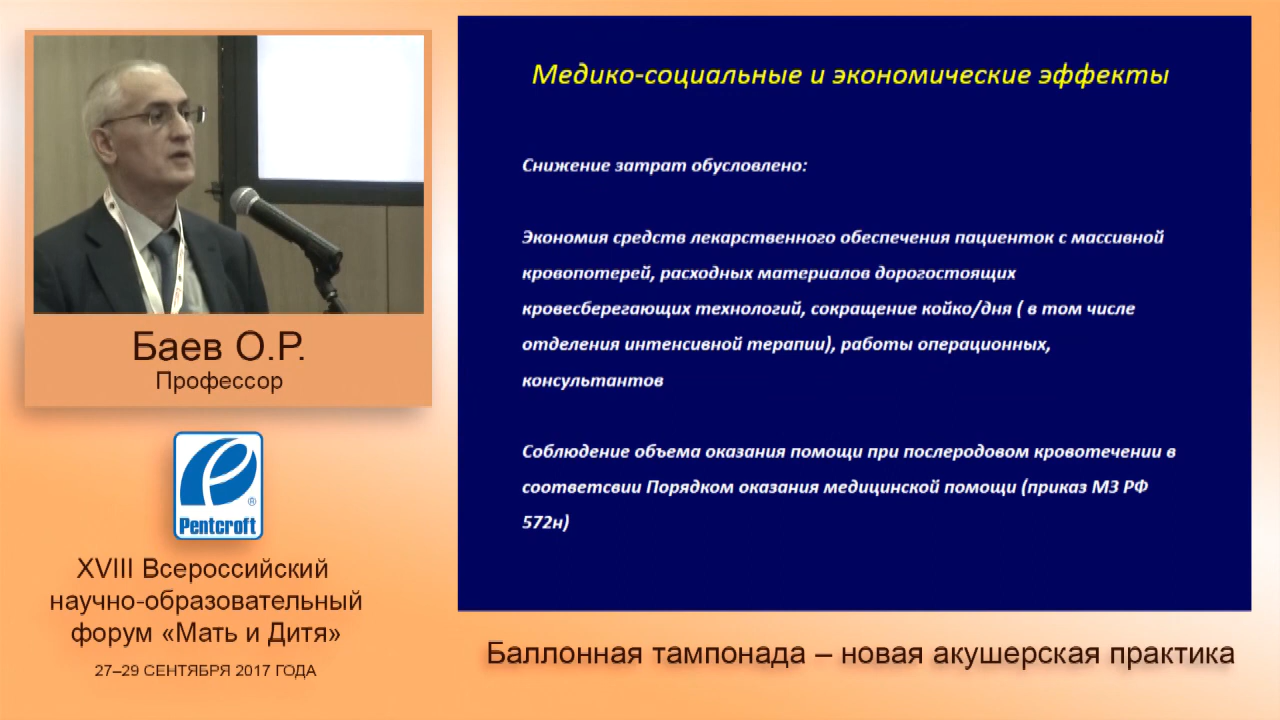 Медико-социальные и экономические эффекты
Снижение затрат обусловлено:
Экономия средств лекарственного обеспечения пациенток с массивной
кровопотерей, расходных материалов дорогостоящих
кровесберегающих технологий, сокращение койко/дня ( в том числе
отделения интенсивной терапии), работы операционных,
консультантов
Соблюдение объема оказания помощи при послеродовом кровотечении в
соответсвии Порядком оказания медицинской помощи (приказ МЗ РФ
572н)
Баев О.Р.
Профессор
Pentcroft
®
XVIII Всероссийский
научно-образовательный
форум «Мать и Дитя»
27–29 СЕНТЯБРЯ 2017 ГОДА
Баллонная тампонада – новая акушерская практика